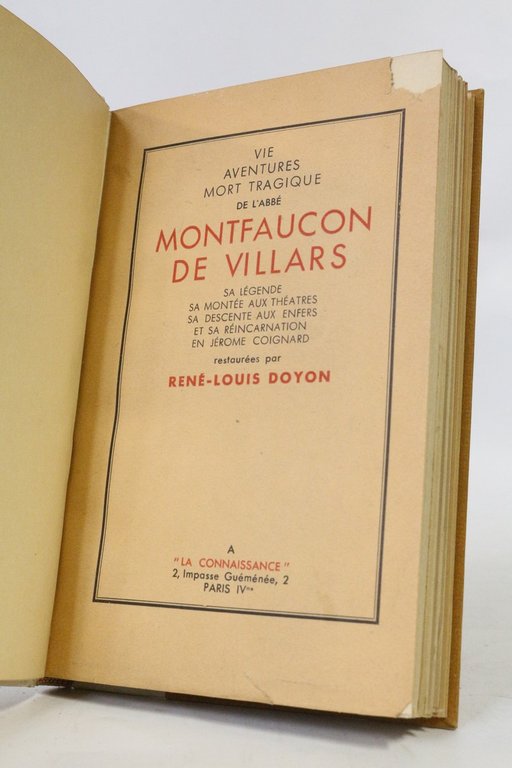 VIE
AVENTURES
MORT TRAGIQUE
DE L'ABBÉ
MONTFAUCON
DE VILLARS
SA LÉGENDE
SA MONTÉE AUX THÉATRES
SA DESCENTE AUX ENFERS
ET SA RÉINCARNATION
EN JÉROME COIGNARD
restaurées par
RENÉ-LOUIS DOYON
A
"LA CONNAISSANCE"
2, Impasse Guéménée, 2
PARIS IVme